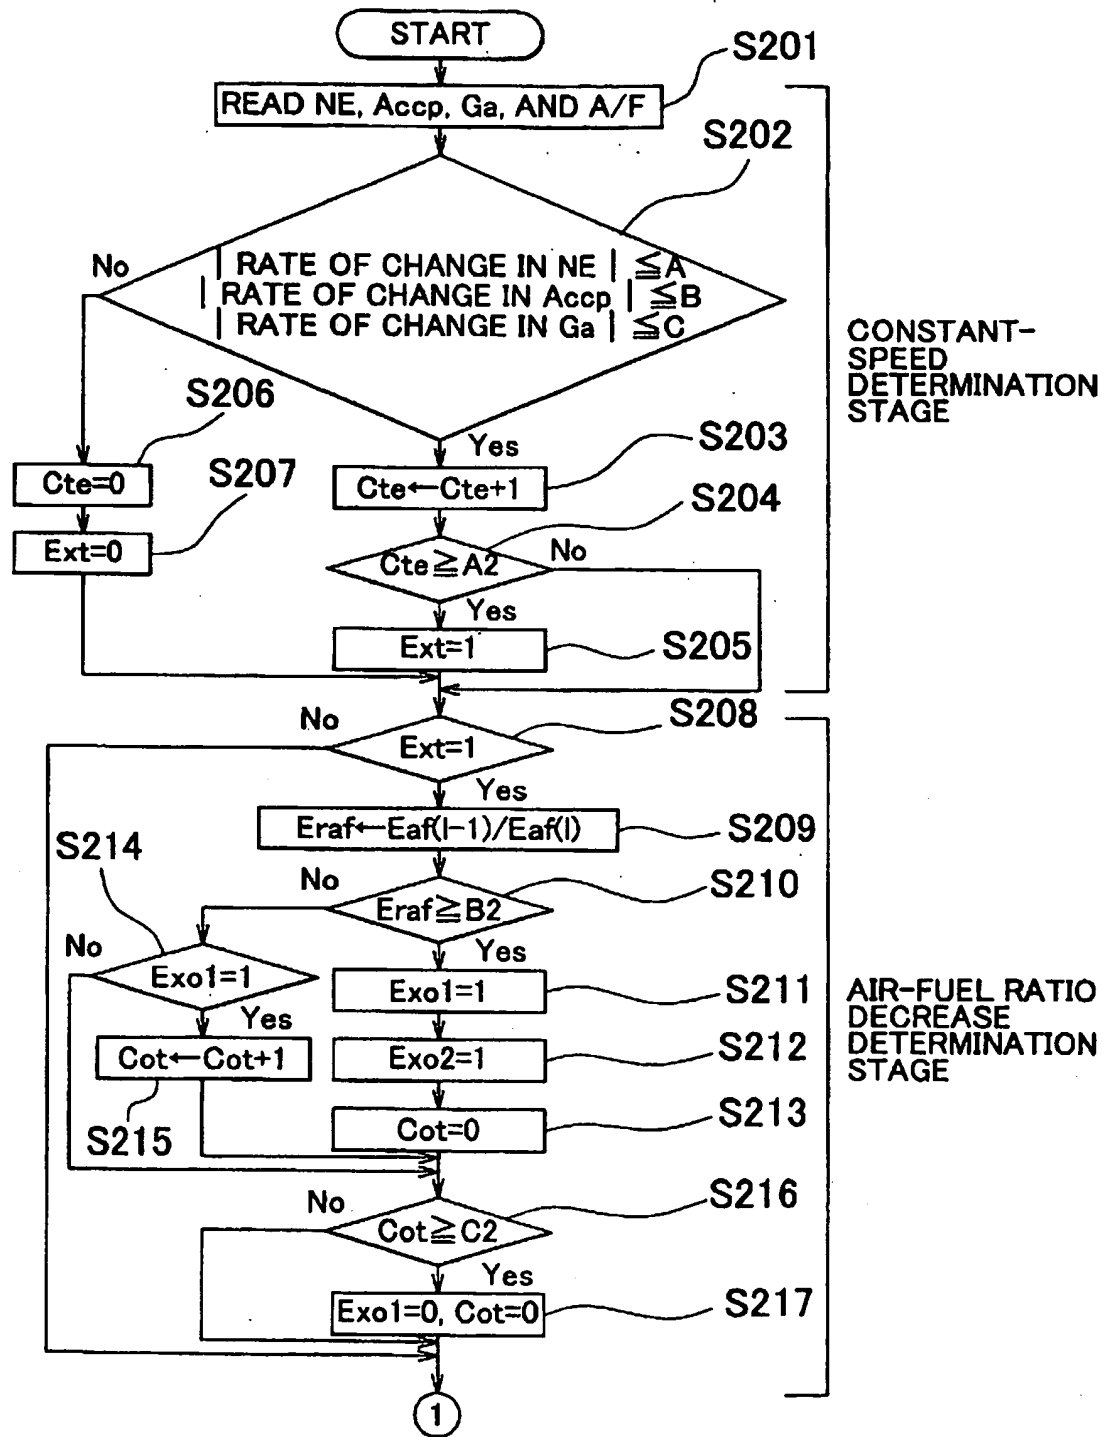 START
S201
READ NE, Accp, Ga, AND A/F
S202
No
| RATE OF CHANGE IN NE | ≦A
| RATE OF CHANGE IN Accp | ≦B
| RATE OF CHANGE IN Ga | ≦C
CONSTANT-
SPEED
DETERMINATION
STAGE
S206
Yes
S203
Cte=0
S207
Cte←Cte+1
S204
Ext=0
Cte≧A2
No
Yes
Ext=1
S205
S208
No
Ext=1
Yes
Eraf←Eaf(I-1)/Eaf(I)
S209
S214
No
S210
Eraf≧B2
No
Yes
Exo1=1
Exo1=1
S211
AIR-FUEL RATIO
DECREASE
DETERMINATION
STAGE
Yes
Cot←Cot+1
Exo2=1
S212
S215
Cot=0
S213
No
S216
Cot≧C2
Yes
Exo1=0, Cot=0
S217
1